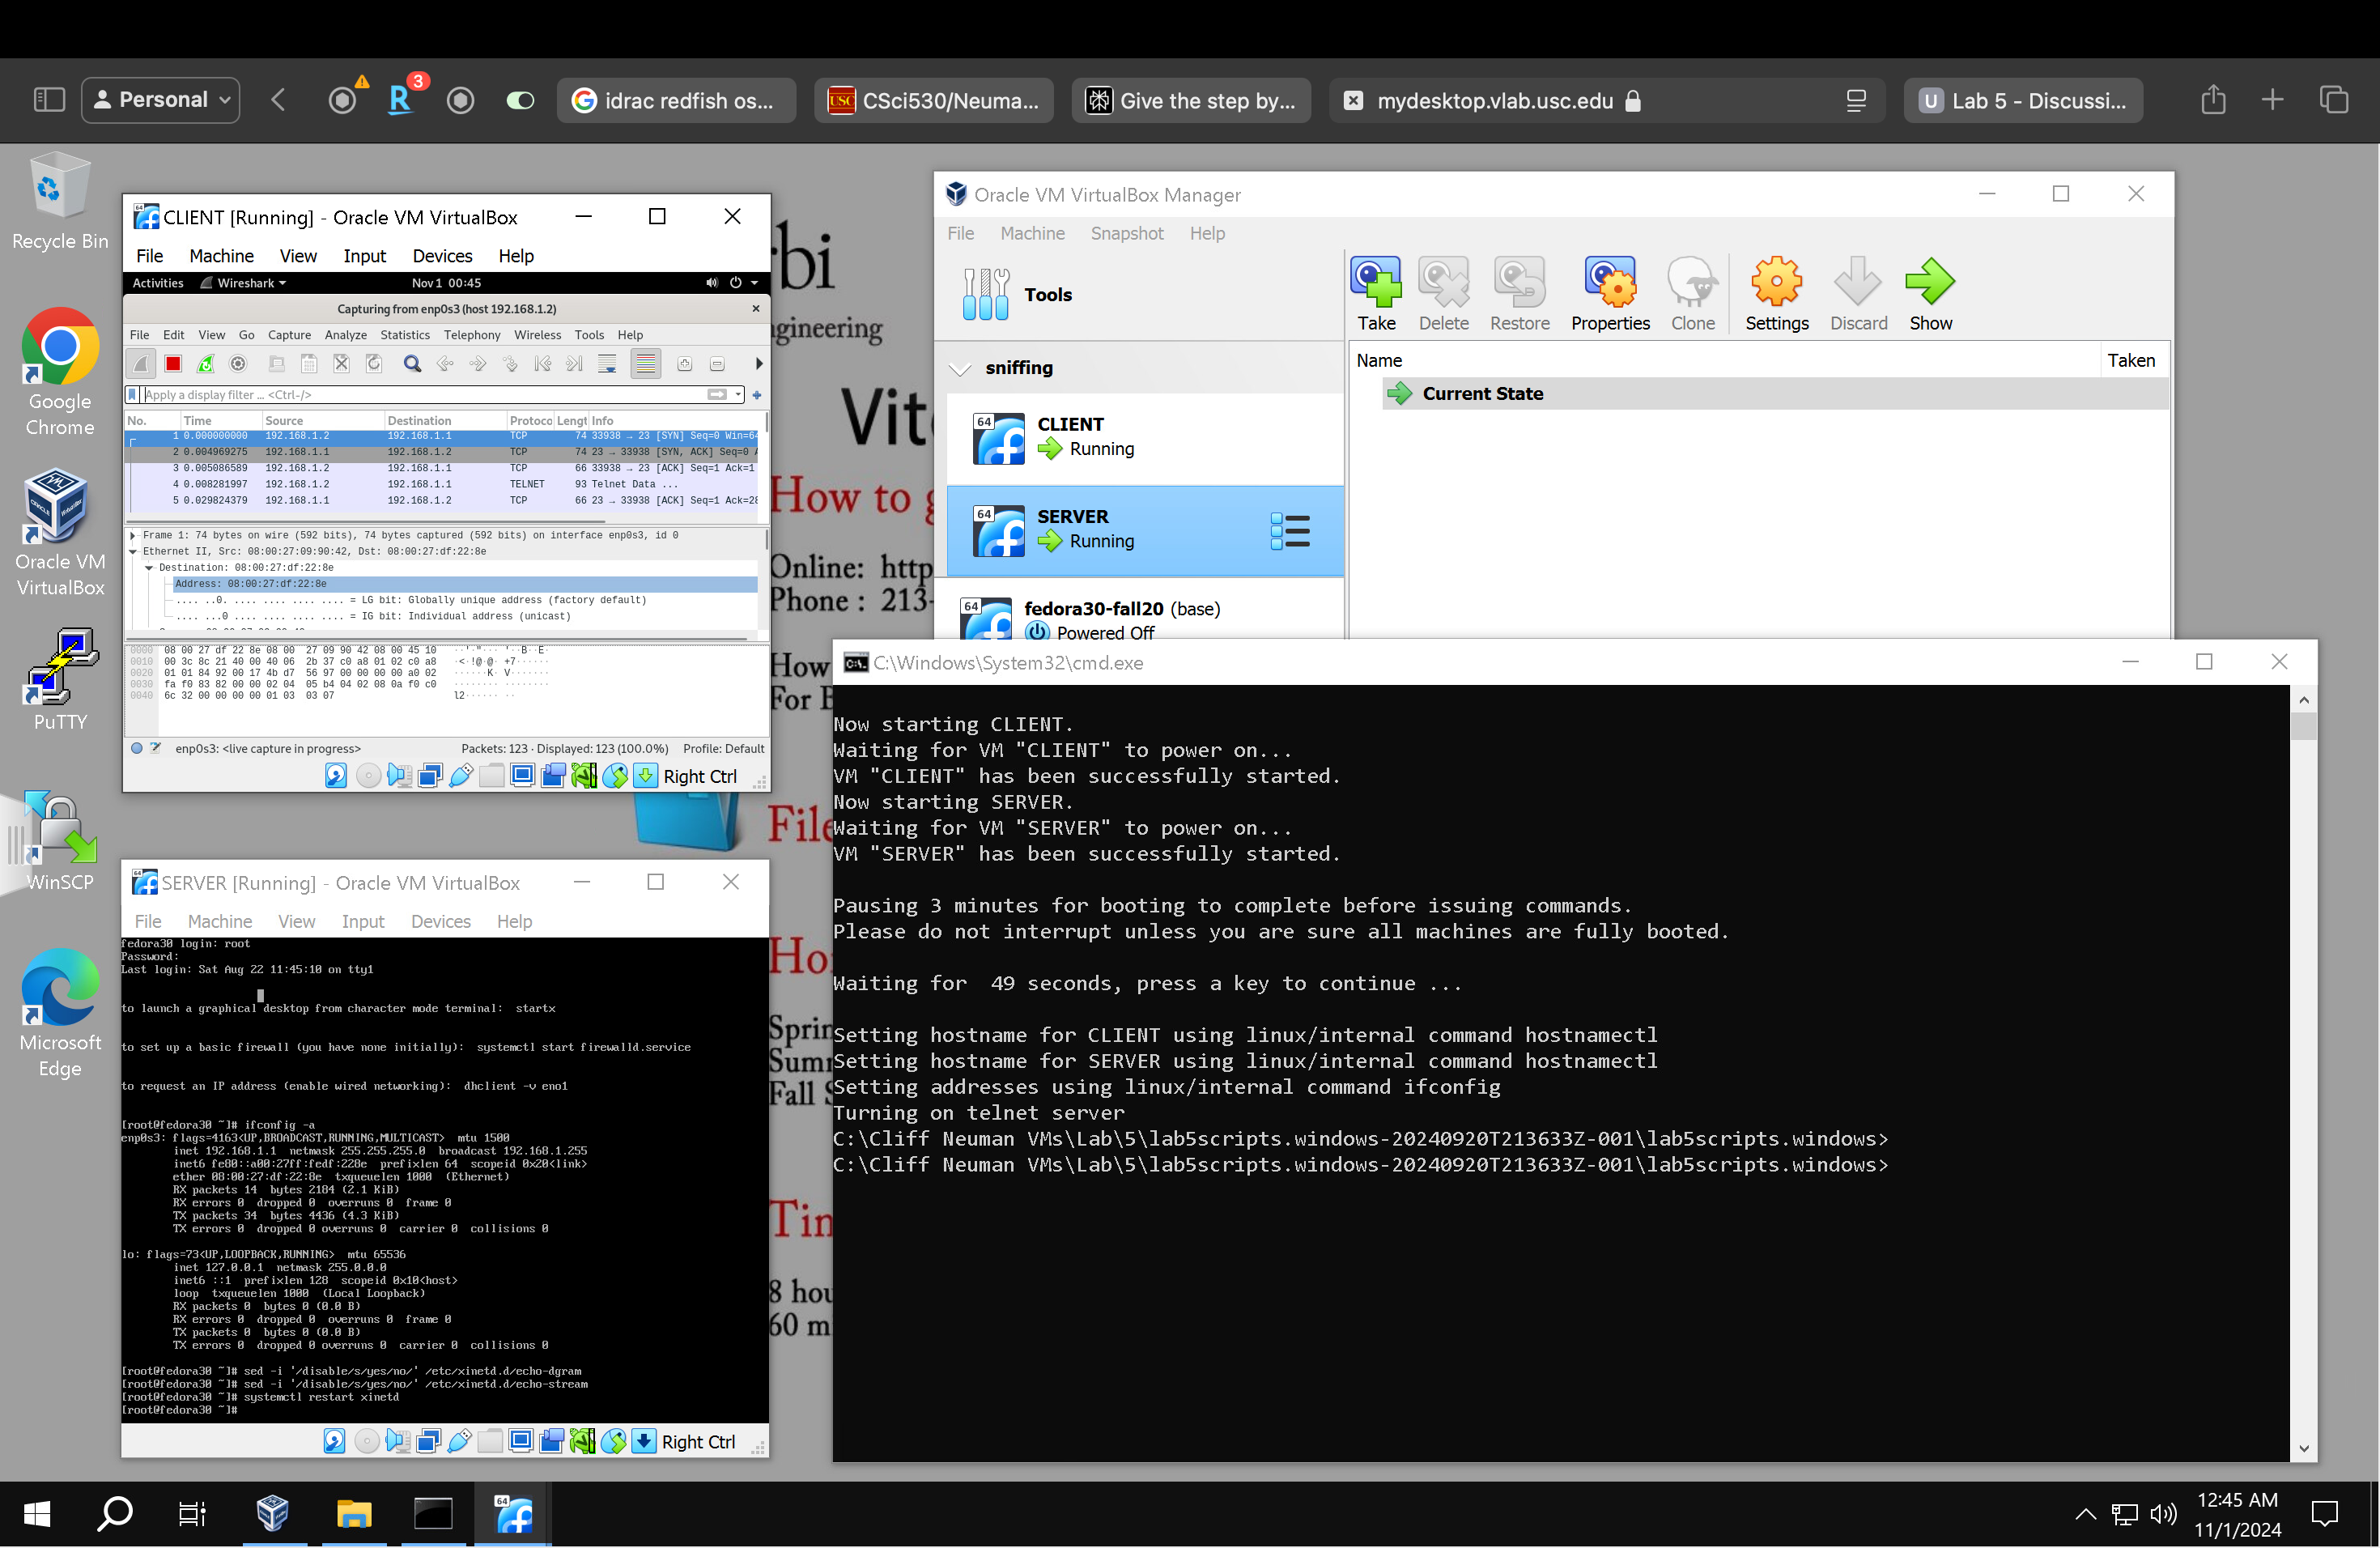 Personal
3
idrac redfish os...
USC
CSci530/Neuma...
Give the step by...
mydesktop.vlab.usc.edu
U
Lab 5 - Discussi...
Recycle Bin
Google
Chrome
Oracle VM
VirtualBox
PuTTY
WinSCP
Microsoft
Edge
CLIENT [Running] - Oracle VM VirtualBox
File Machine View Input Devices Help
Activities Wireshark Nov 1 00:45
Capturing from enp0s3 (host 192.168.1.2)
File Edit View Go Capture Analyze Statistics Telephony Wireless Tools Help
Apply a display filter ... <Ctrl-/>
No. Time Source Destination Protocc Lengt Info
1 0.000000000 192.168.1.2 192.168.1.1 TCP 74 33938 → 23 [SYN] Seq=0 Win=64
2 0.004969275 192.168.1.1 192.168.1.2 TCP 74 23 → 33938 [SYN, ACK] Seq=0 A
3 0.005086589 192.168.1.2 192.168.1.1 TCP 66 33938 → 23 [ACK] Seq=1 Ack=1
4 0.008281997 192.168.1.2 192.168.1.1 TELNET 93 Telnet Data ...
5 0.029824379 192.168.1.1 192.168.1.2 TCP 66 23 → 33938 [ACK] Seq=1 Ack=28
Frame 1: 74 bytes on wire (592 bits), 74 bytes captured (592 bits) on interface enp0s3, id 0
Ethernet II, Src: 08:00:27:09:90:42, Dst: 08:00:27:df:22:8e
Destination: 08:00:27:df:22:8e
Address: 08:00:27:df:22:8e
.... ..0. .... .... .... .... = LG bit: Globally unique address (factory default)
.... ...0 .... .... .... .... = IG bit: Individual address (unicast)
0000 08 00 27 df 22 8e 08 00 27 09 90 42 08 00 45 10 ··'·"··· '··B··E·
0010 00 3c 8c 21 40 00 40 06 2b 37 c0 a8 01 02 c0 a8 ·<·!@·@· +7······
0020 01 01 84 92 00 17 4b d7 56 97 00 00 00 00 a0 02 ······K· V·······
0030 fa f0 83 82 00 00 02 04 05 b4 04 02 08 0a f0 c0 ········ ········
0040 6c 32 00 00 00 00 01 03 03 07 l2······ ··
enp0s3: <live capture in progress> Packets: 123 · Displayed: 123 (100.0%) Profile: Default
Right Ctrl
rbi
ngineering
Vit
How to g
Online: http
Phone : 213-
How
For B
File
Ho
Sprin
Summ
Fall S
Tim
8 hou
60 m
Oracle VM VirtualBox Manager
File Machine Snapshot Help
Tools
Take Delete Restore Properties Clone Settings Discard Show
sniffing
64 CLIENT
Running
64 SERVER
Running
64 fedora30-fall20 (base)
Powered Off
Name Taken
Current State
SERVER [Running] - Oracle VM VirtualBox
File Machine View Input Devices Help
fedora30 login: root
Password:
Last login: Sat Aug 22 11:45:10 on tty1
to launch a graphical desktop from character mode terminal: startx
to set up a basic firewall (you have none initially): systemctl start firewalld.service
to request an IP address (enable wired networking): dhclient -v eno1
[root@fedora30 ~]# ifconfig -a
enp0s3: flags=4163<UP,BROADCAST,RUNNING,MULTICAST> mtu 1500
inet 192.168.1.1 netmask 255.255.255.0 broadcast 192.168.1.255
inet6 fe80::a00:27ff:fedf:228e prefixlen 64 scopeid 0x20<link>
ether 08:00:27:df:22:8e txqueuelen 1000 (Ethernet)
RX packets 14 bytes 2184 (2.1 KiB)
RX errors 0 dropped 0 overruns 0 frame 0
TX packets 34 bytes 4436 (4.3 KiB)
TX errors 0 dropped 0 overruns 0 carrier 0 collisions 0
lo: flags=73<UP,LOOPBACK,RUNNING> mtu 65536
inet 127.0.0.1 netmask 255.0.0.0
inet6 ::1 prefixlen 128 scopeid 0x10<host>
loop txqueuelen 1000 (Local Loopback)
RX packets 0 bytes 0 (0.0 B)
RX errors 0 dropped 0 overruns 0 frame 0
TX packets 0 bytes 0 (0.0 B)
TX errors 0 dropped 0 overruns 0 carrier 0 collisions 0
[root@fedora30 ~]# sed -i '/disable/s/yes/no/' /etc/xinetd.d/echo-dgram
[root@fedora30 ~]# sed -i '/disable/s/yes/no/' /etc/xinetd.d/echo-stream
[root@fedora30 ~]# systemctl restart xinetd
[root@fedora30 ~]#
Right Ctrl
C:\Windows\System32\cmd.exe
Now starting CLIENT.
Waiting for VM "CLIENT" to power on...
VM "CLIENT" has been successfully started.
Now starting SERVER.
Waiting for VM "SERVER" to power on...
VM "SERVER" has been successfully started.
Pausing 3 minutes for booting to complete before issuing commands.
Please do not interrupt unless you are sure all machines are fully booted.
Waiting for 49 seconds, press a key to continue ...
Setting hostname for CLIENT using linux/internal command hostnamectl
Setting hostname for SERVER using linux/internal command hostnamectl
Setting addresses using linux/internal command ifconfig
Turning on telnet server
C:\Cliff Neuman VMs\Lab\5\lab5scripts.windows-20240920T213633Z-001\lab5scripts.windows>
C:\Cliff Neuman VMs\Lab\5\lab5scripts.windows-20240920T213633Z-001\lab5scripts.windows>
64
12:45 AM
11/1/2024